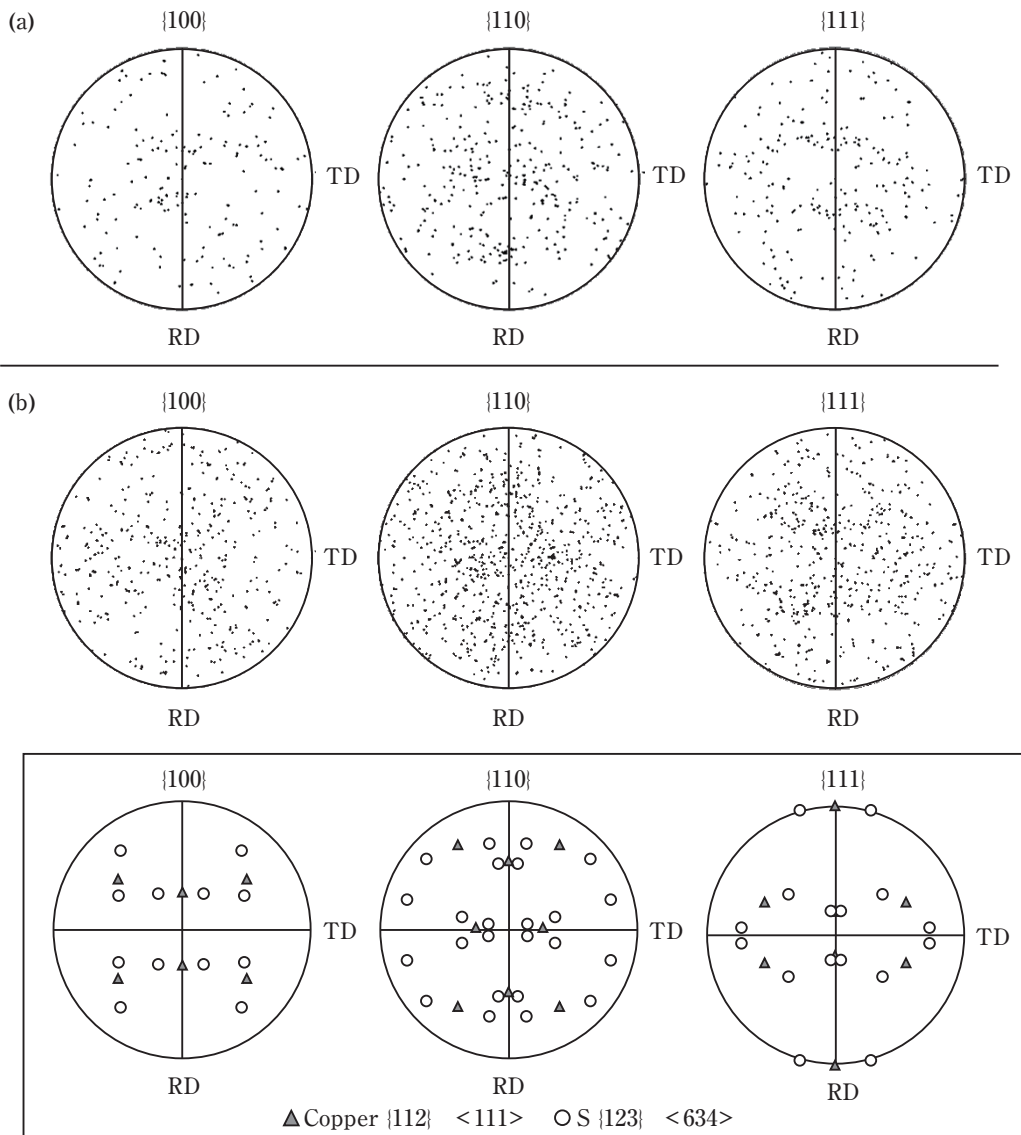 (a) {100} {110} {111}
TD TD TD
RD RD RD
(b) {100} {110} {111}
TD TD TD
RD RD RD
{100} {110} {111}
TD TD TD
RD RD RD
Copper {112} <111> S {123} <634>